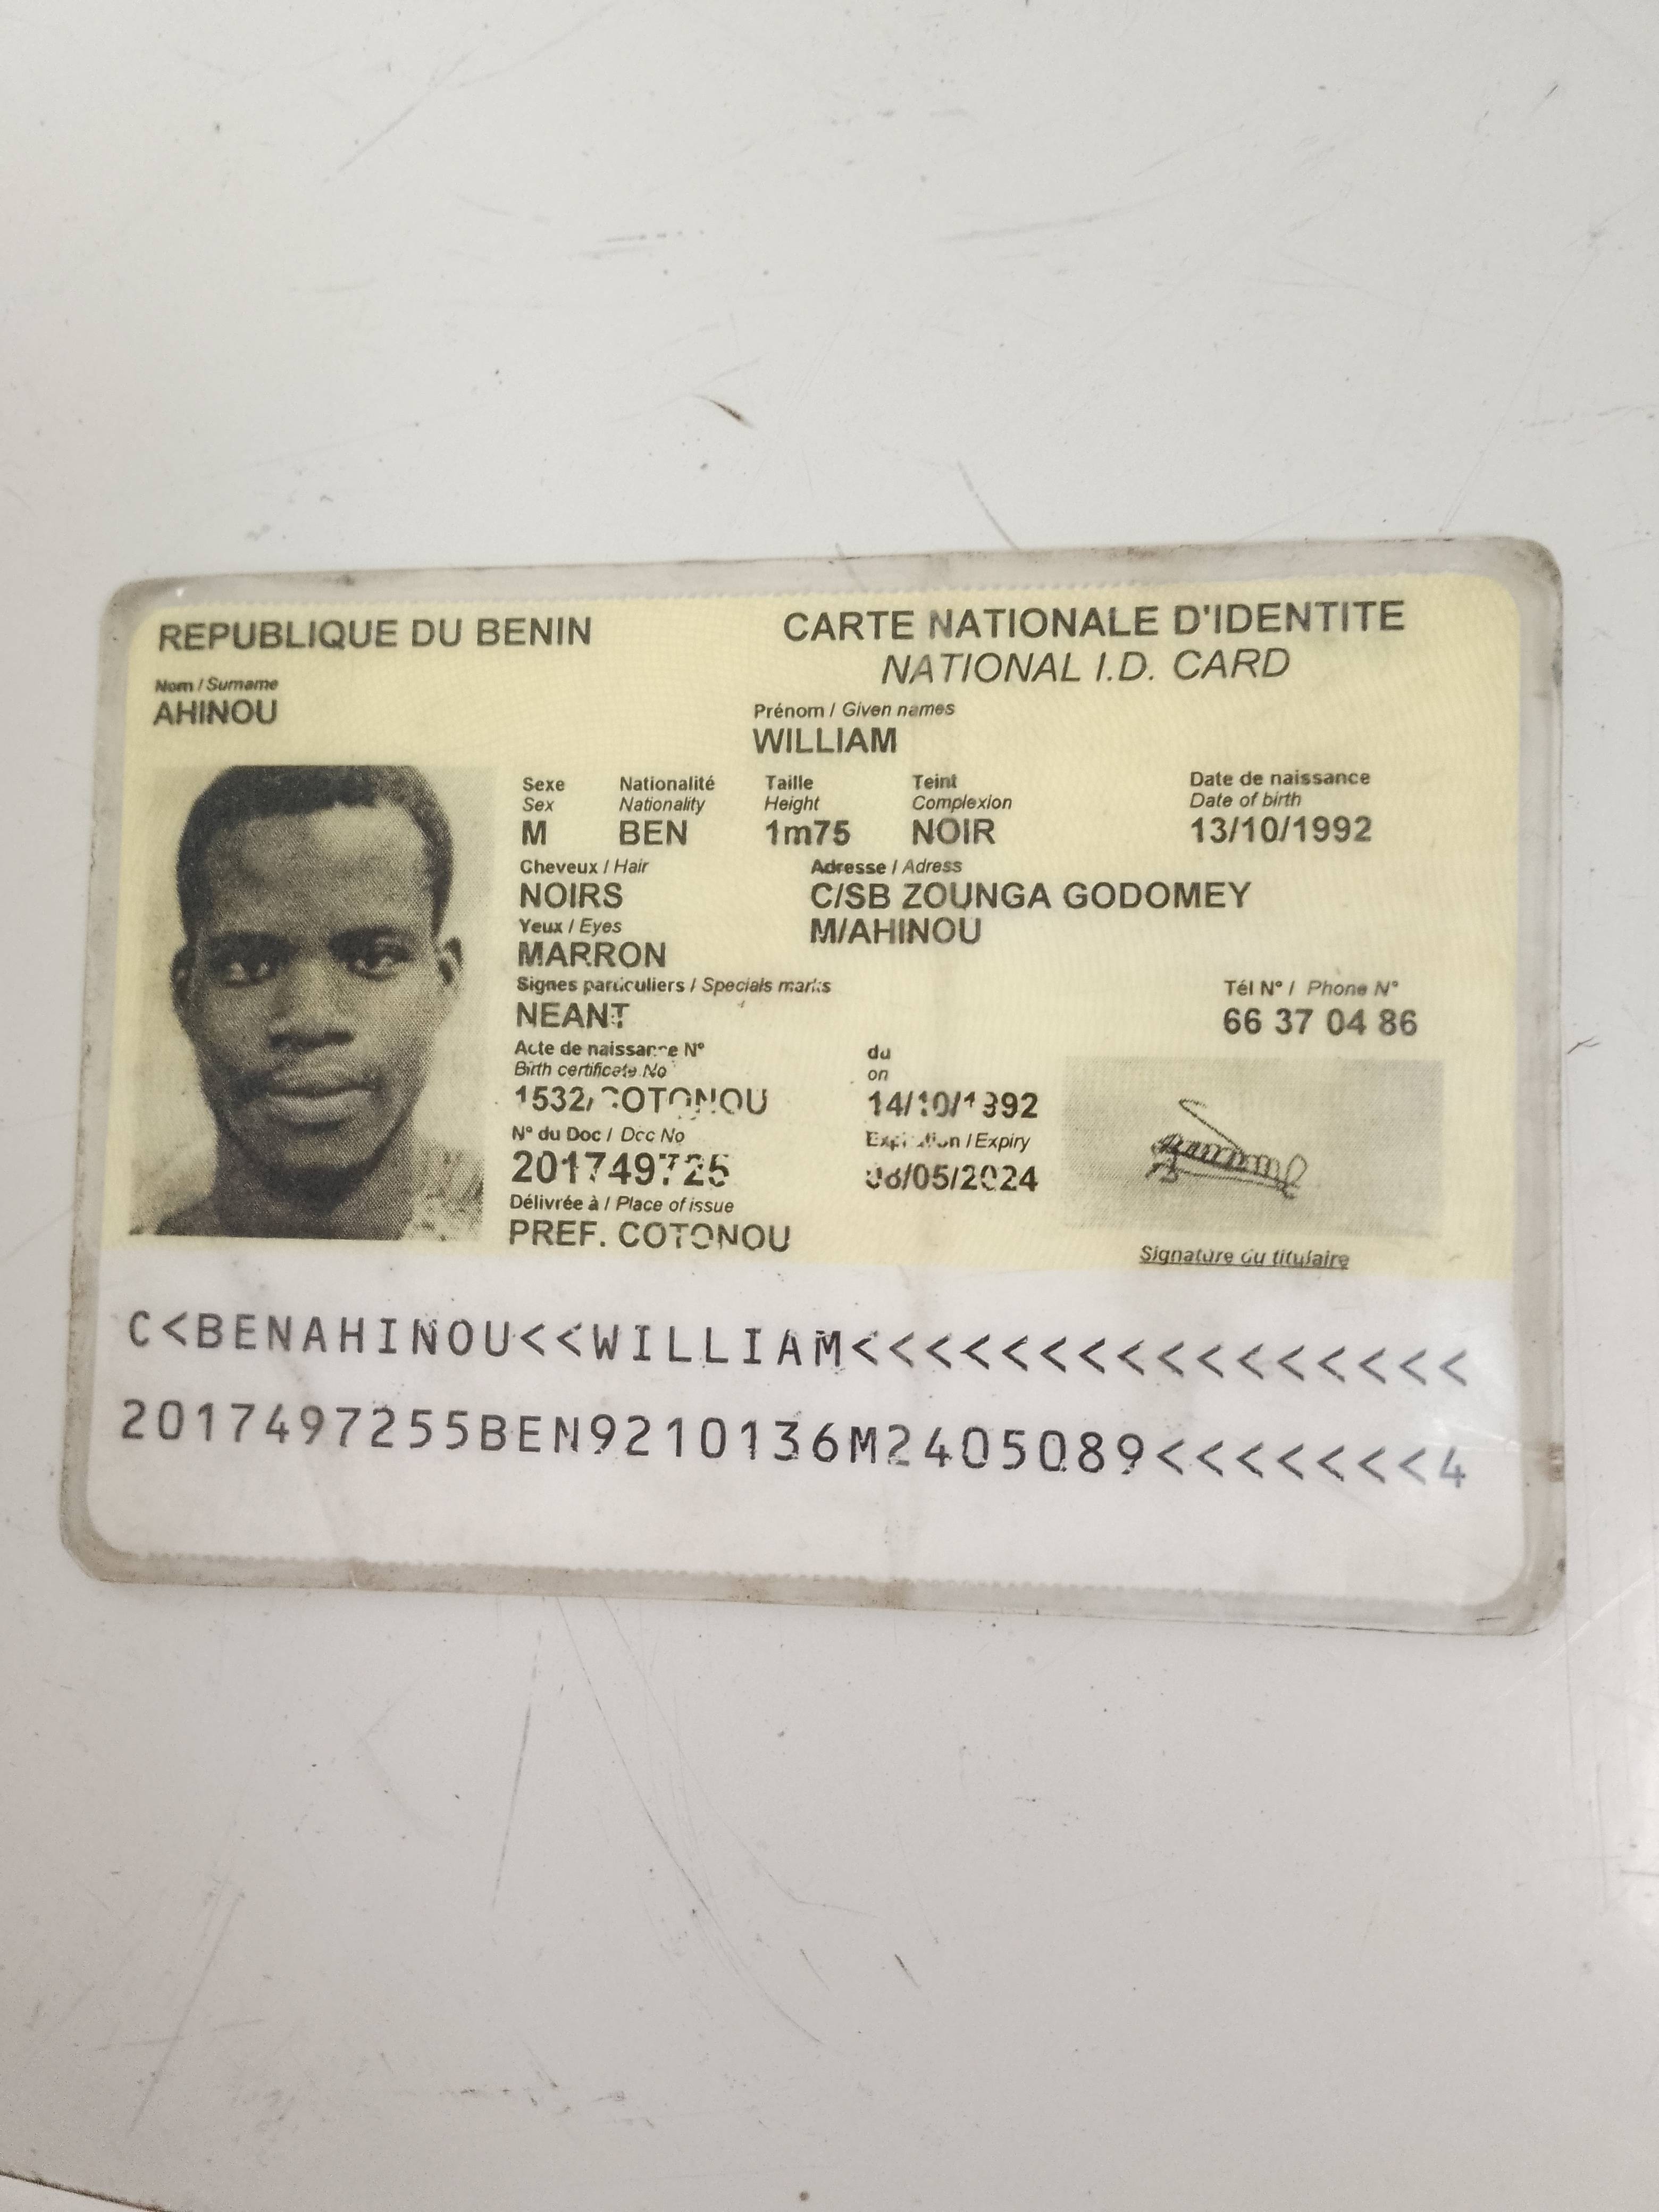 REPUBLIQUE DU BENIN
CARTE NATIONALE D'IDENTITE
NATIONAL I.D. CARD
Nom / Surname
AHINOU
Prénom / Given names
WILLIAM
Sexe Nationalité Taille Teint Date de naissance
Sex Nationality Height Complexion Date of birth
M BEN 1m75 NOIR 13/10/1992
Cheveux / Hair Adresse / Adress
NOIRS C/SB ZOUNGA GODOMEY
Yeux / Eyes M/AHINOU
MARRON
Signes particuliers / Specials marks Tél N° / Phone N°
NEANT 66 37 04 86
Acte de naissance N° du
Birth certificate No on
1532/COTONOU 14/10/1992
N° du Doc / Doc No Expiration / Expiry
201749725 08/05/2024
Délivrée à / Place of issue
PREF. COTONOU
Signature du titulaire
C<BENAHINOU<<WILLIAM<<<<<<<<<<<<<<<<
2017497255BEN9210136M2405089<<<<<<<4